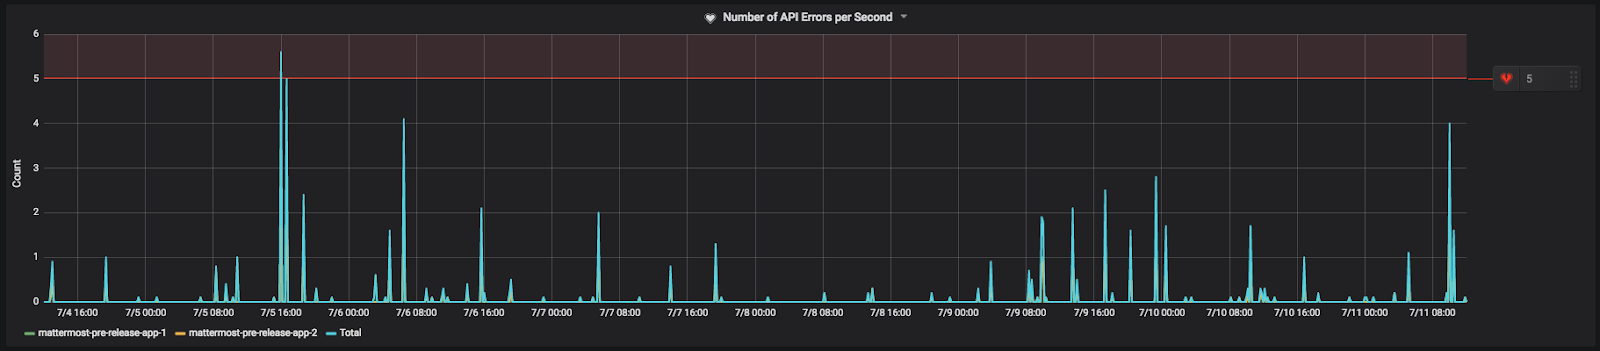 Number of API Errors per Second
6
5
4
3
2
1
0
Count
5
7/4 16:00 7/5 00:00 7/5 08:00 7/5 16:00 7/6 00:00 7/6 08:00 7/6 16:00 7/7 00:00 7/7 08:00 7/7 16:00 7/8 00:00 7/8 08:00 7/8 16:00 7/9 00:00 7/9 08:00 7/9 16:00 7/10 00:00 7/10 08:00 7/10 16:00 7/11 00:00 7/11 08:00
mattermost-pre-release-app-1 mattermost-pre-release-app-2 Total